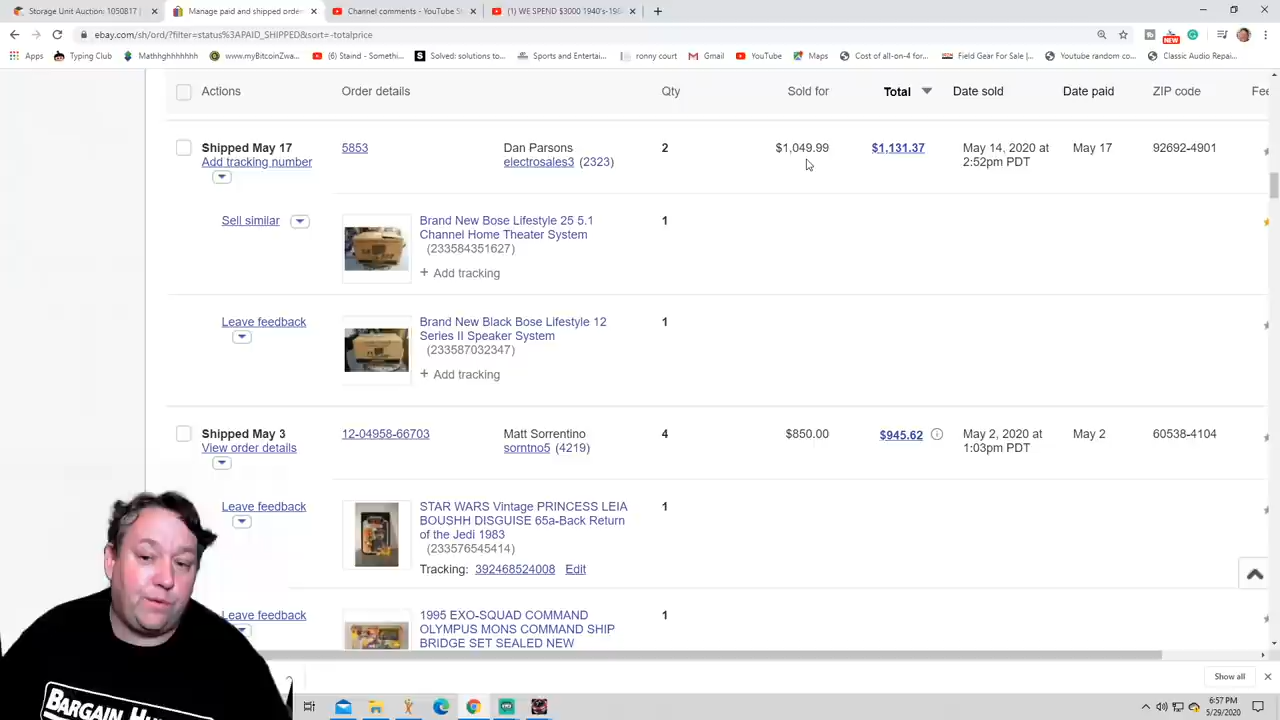 Storage Unit Auction: 1050817
Manage paid and shipped order
Channel comments - YouTube S
(1) WE SPEND $3000 1940's-198
ebay.com/sh/ord/?filter=status%3APAID_SHIPPED&sort=-totalprice
Apps
Typing Club
Mathhghhhhhhh
www.myBitcoinZwa...
(6) Staind - Somethi...
Solved: solutions to...
Sports and Entertai...
ronny court
Gmail
YouTube
Maps
Cost of all-on-4 for...
Field Gear For Sale |...
Youtube random co...
Classic Audio Repai...
NEW
Actions
Order details
Qty
Sold for
Total
Date sold
Date paid
ZIP code
Fee
Shipped May 17
Add tracking number
5853
Dan Parsons
electrosales3 (2323)
2
$1,049.99
$1,131.37
May 14, 2020 at
2:52pm PDT
May 17
92692-4901
Sell similar
Brand New Bose Lifestyle 25 5.1
Channel Home Theater System
(233584351627)
+ Add tracking
1
Leave feedback
Brand New Black Bose Lifestyle 12
Series II Speaker System
(233587032347)
+ Add tracking
1
Shipped May 3
View order details
12-04958-66703
Matt Sorrentino
sorntno5 (4219)
4
$850.00
$945.62
May 2, 2020 at
1:03pm PDT
May 2
60538-4104
Leave feedback
STAR WARS Vintage PRINCESS LEIA
BOUSHH DISGUISE 65a-Back Return
of the Jedi 1983
(233576545414)
Tracking: 392468524008 Edit
1
Leave feedback
1995 EXO-SQUAD COMMAND
OLYMPUS MONS COMMAND SHIP
BRIDGE SET SEALED NEW
1
Show all
BARGAIN
6:57 PM
5/29/2020